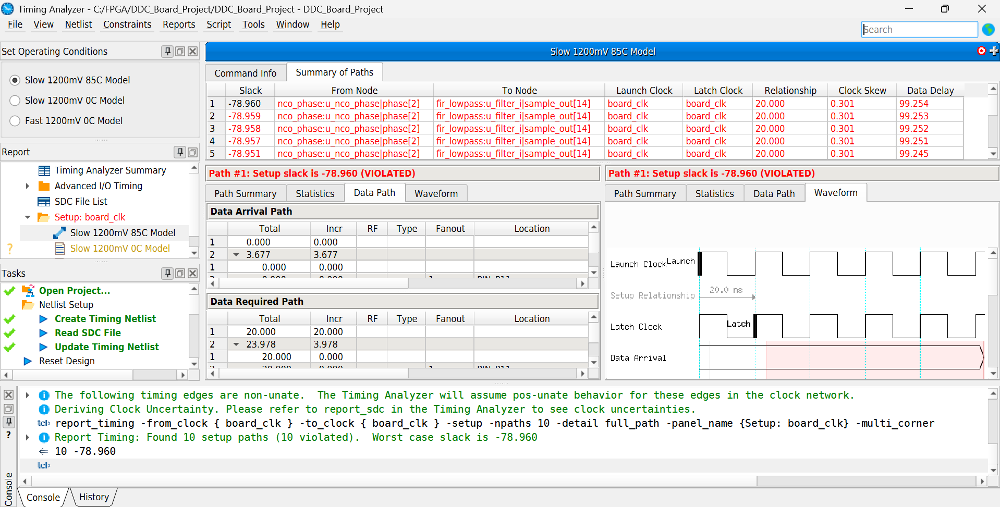 Timing Analyzer - C:/FPGA/DDC_Board_Project/DDC_Board_Project - DDC_Board_Project
File View Netlist Constraints Reports Script Tools Window Help
Search
Set Operating Conditions
Slow 1200mV 85C Model
Slow 1200mV 0C Model
Fast 1200mV 0C Model
Report
Timing Analyzer Summary
Advanced I/O Timing
SDC File List
Setup: board_clk
Slow 1200mV 85C Model
? Slow 1200mV 0C Model
Tasks
Open Project...
Netlist Setup
Create Timing Netlist
Read SDC File
Update Timing Netlist
Reset Design
Slow 1200mV 85C Model
Command Info Summary of Paths
Slack From Node To Node Launch Clock Latch Clock Relationship Clock Skew Data Delay
1 -78.960 nco_phase:u_nco_phase|phase[2] fir_lowpass:u_filter_i|sample_out[14] board_clk board_clk 20.000 0.301 99.254
2 -78.959 nco_phase:u_nco_phase|phase[2] fir_lowpass:u_filter_i|sample_out[14] board_clk board_clk 20.000 0.301 99.253
3 -78.958 nco_phase:u_nco_phase|phase[2] fir_lowpass:u_filter_i|sample_out[14] board_clk board_clk 20.000 0.301 99.252
4 -78.957 nco_phase:u_nco_phase|phase[2] fir_lowpass:u_filter_i|sample_out[14] board_clk board_clk 20.000 0.301 99.251
5 -78.951 nco_phase:u_nco_phase|phase[2] fir_lowpass:u_filter_i|sample_out[14] board_clk board_clk 20.000 0.301 99.245
Path #1: Setup slack is -78.960 (VIOLATED)
Path Summary Statistics Data Path Waveform
Data Arrival Path
Total Incr RF Type Fanout Location
1 0.000 0.000
2 3.677 3.677
1 0.000 0.000
Data Required Path
Total Incr RF Type Fanout Location
1 20.000 20.000
2 23.978 3.978
1 20.000 0.000
Path #1: Setup slack is -78.960 (VIOLATED)
Path Summary Statistics Data Path Waveform
Launch Clock Launch
Setup Relationship 20.0 ns
Latch Clock Latch
Data Arrival
The following timing edges are non-unate.  The Timing Analyzer will assume pos-unate behavior for these edges in the clock network.
Deriving Clock Uncertainty. Please refer to report_sdc in the Timing Analyzer to see clock uncertainties.
tcl> report_timing -from_clock { board_clk } -to_clock { board_clk } -setup -npaths 10 -detail full_path -panel_name {Setup: board_clk} -multi_corner
Report Timing: Found 10 setup paths (10 violated).  Worst case slack is -78.960
10 -78.960
tcl>
?
Console
Console History